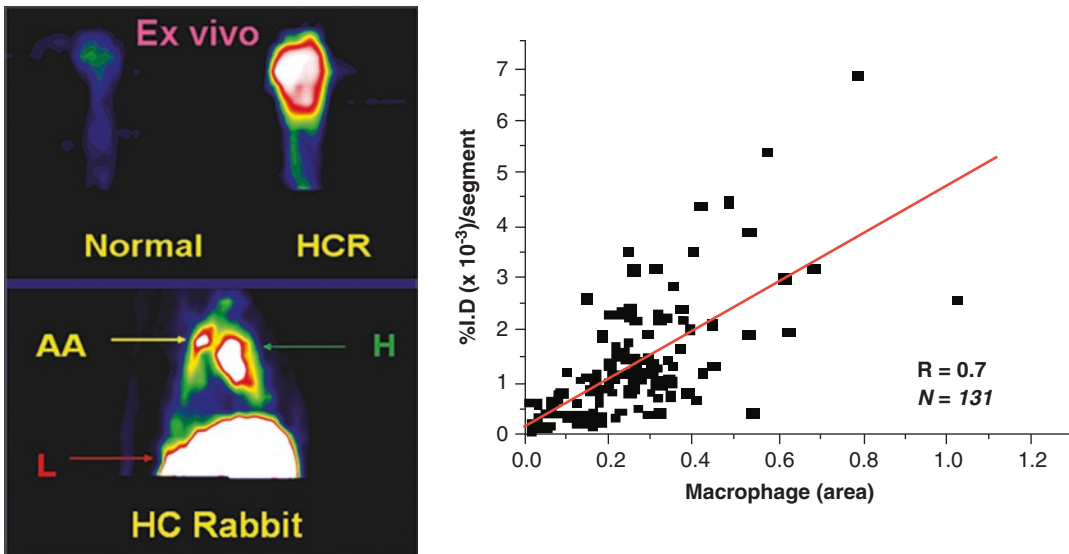 Ex vivo
Normal HCR
AA H
L
HC Rabbit
%I.D (x 10⁻³)/segment
7
6
5
4
3
2
1
0
R = 0.7
N = 131
0.0 0.2 0.4 0.6 0.8 1.0 1.2
Macrophage (area)